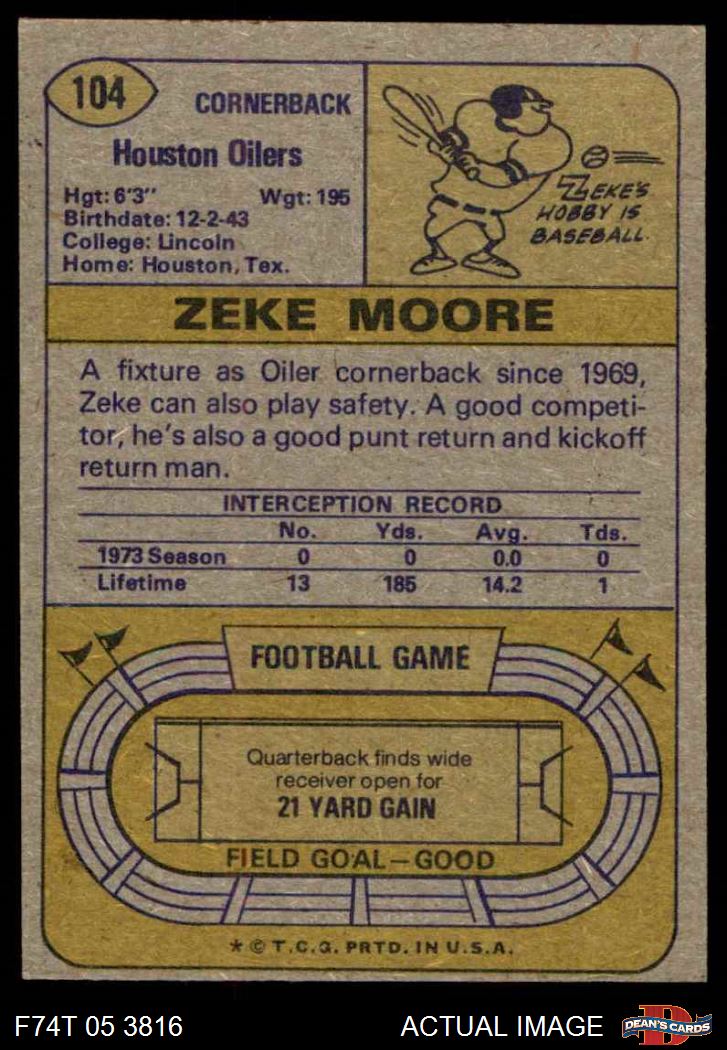 104
CORNERBACK
Houston Oilers
Hgt: 6'3" Wgt: 195
Birthdate: 12-2-43
College: Lincoln
Home: Houston, Tex.
ZEKE'S
HOBBY IS
BASEBALL.
ZEKE MOORE
A fixture as Oiler cornerback since 1969,
Zeke can also play safety. A good competi-
tor, he's also a good punt return and kickoff
return man.
INTERCEPTION RECORD
No. Yds. Avg. Tds.
1973 Season 0 0 0.0 0
Lifetime 13 185 14.2 1
FOOTBALL GAME
Quarterback finds wide
receiver open for
21 YARD GAIN
FIELD GOAL—GOOD
* © T.C.G. PRTD. IN U.S.A.
F74T 05 3816 ACTUAL IMAGE
D
DEAN'S CARDS